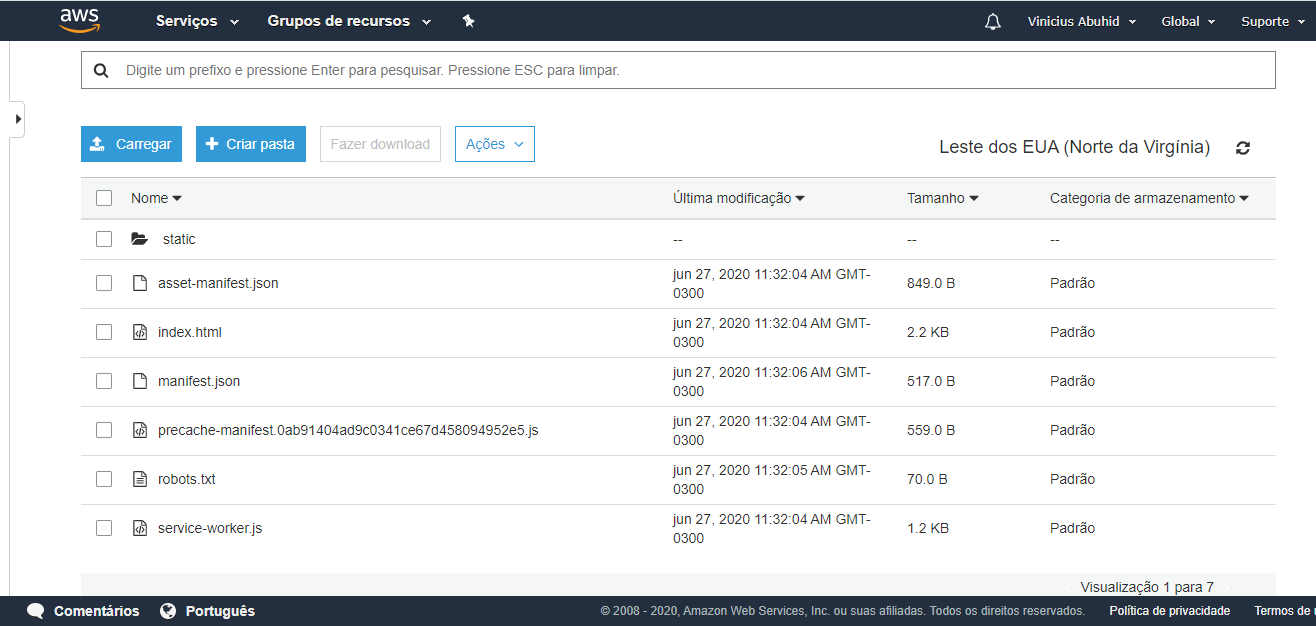 aws Serviços Grupos de recursos Vinicius Abuhid Global Suporte
Digite um prefixo e pressione Enter para pesquisar. Pressione ESC para limpar.
Carregar Criar pasta Fazer download Ações Leste dos EUA (Norte da Virgínia)
Nome Última modificação Tamanho Categoria de armazenamento
static -- -- --
asset-manifest.json jun 27, 2020 11:32:04 AM GMT-
0300 849.0 B Padrão
index.html jun 27, 2020 11:32:04 AM GMT-
0300 2.2 KB Padrão
manifest.json jun 27, 2020 11:32:06 AM GMT-
0300 517.0 B Padrão
precache-manifest.0ab91404ad9c0341ce67d458094952e5.js jun 27, 2020 11:32:04 AM GMT-
0300 559.0 B Padrão
robots.txt jun 27, 2020 11:32:05 AM GMT-
0300 70.0 B Padrão
service-worker.js jun 27, 2020 11:32:04 AM GMT-
0300 1.2 KB Padrão
Visualização 1 para 7
Comentários Português © 2008 - 2020, Amazon Web Services, Inc. ou suas afiliadas. Todos os direitos reservados. Política de privacidade Termos de